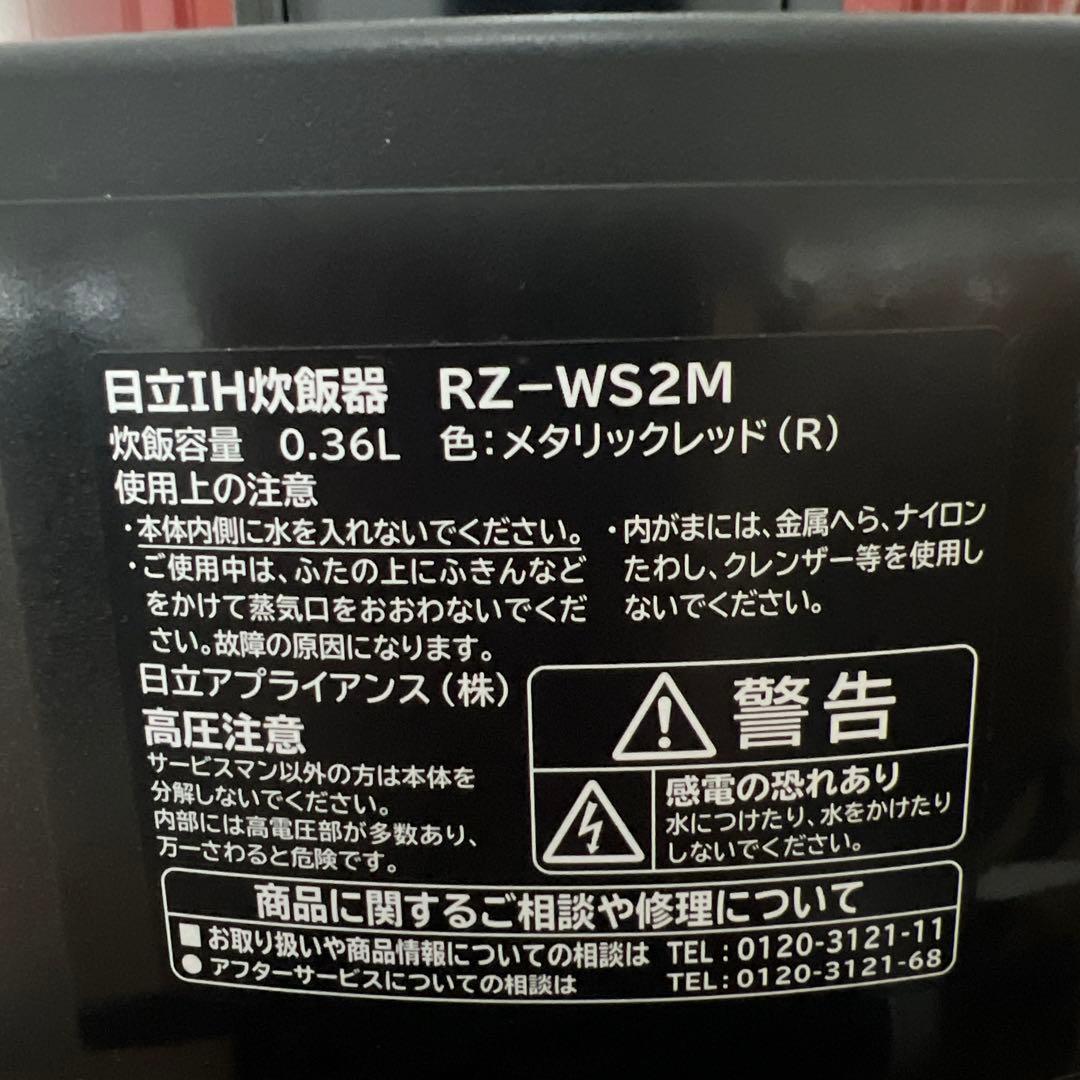 日立IH炊飯器 RZ-WS2M
炊飯容量 0.36L 色：メタリックレッド（R）
使用上の注意
・本体内側に水を入れないでください。
・ご使用中は、ふたの上にふきんなど
をかけて蒸気口をおおわないでくだ
さい。故障の原因になります。
・内がまには、金属へら、ナイロン
たわし、クレンザー等を使用し
ないでください。
日立アプライアンス（株）
高圧注意
サービスマン以外の方は本体を
分解しないでください。
内部には高電圧部が多数あり、
万一さわると危険です。
警告
感電の恐れあり
水につけたり、水をかけたり
しないでください。
商品に関するご相談や修理について
■お取り扱いや商品情報についての相談は TEL：0120-3121-11
●アフターサービスについての相談は TEL：0120-3121-68